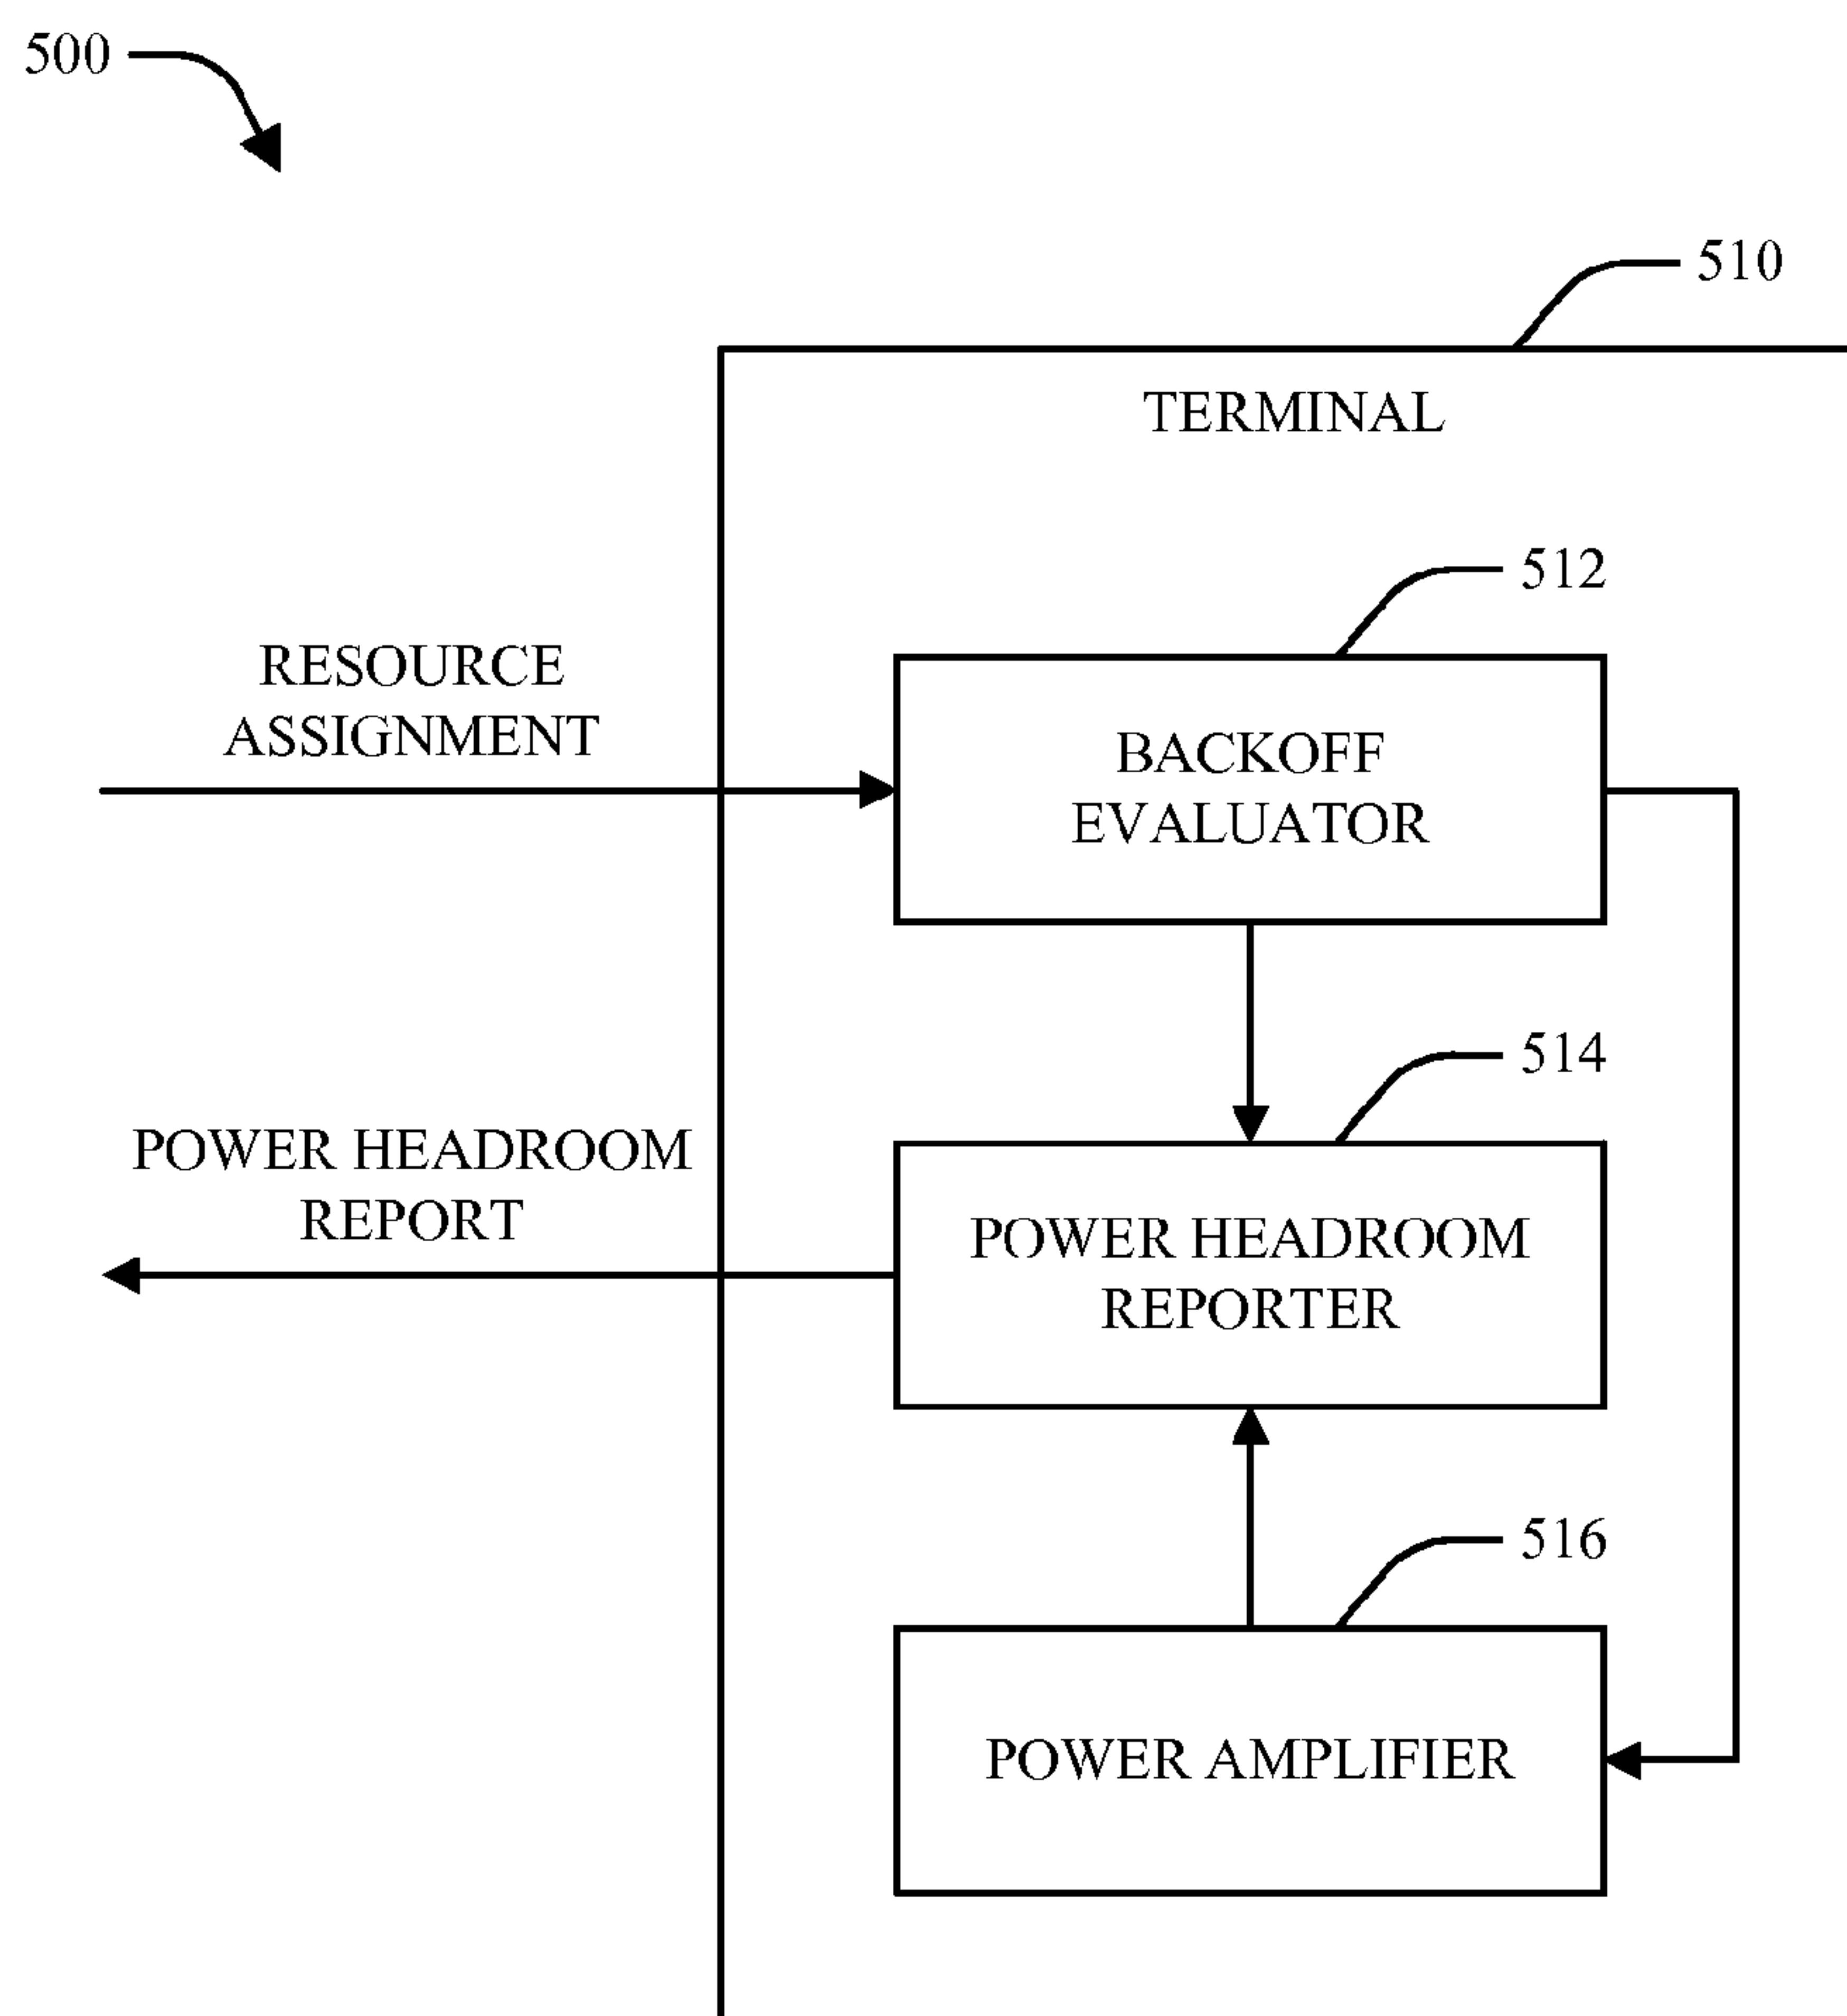 500
510
TERMINAL
512
RESOURCE
ASSIGNMENT
BACKOFF
EVALUATOR
514
POWER HEADROOM
REPORT
POWER HEADROOM
REPORTER
516
POWER AMPLIFIER